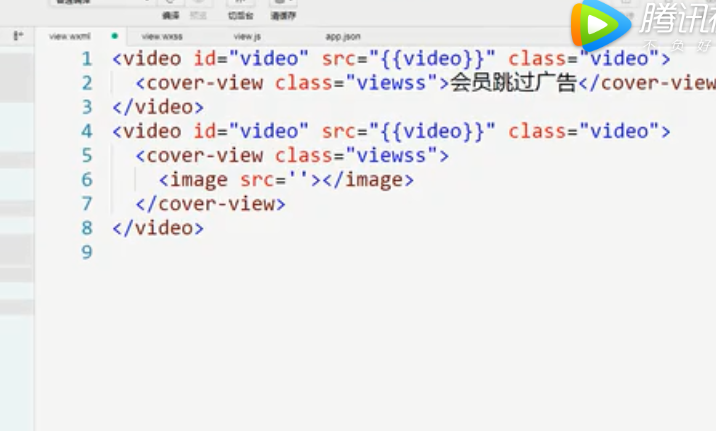 编译 预览 切后台 清缓存
腾讯视
不负好
view.wxml view.wxss view.js app.json
1 <video id="video" src="{{video}}" class="video">
2 <cover-view class="viewss">会员跳过广告</cover-view
3 </video>
4 <video id="video" src="{{video}}" class="video">
5 <cover-view class="viewss">
6 <image src=''></image>
7 </cover-view>
8 </video>
9